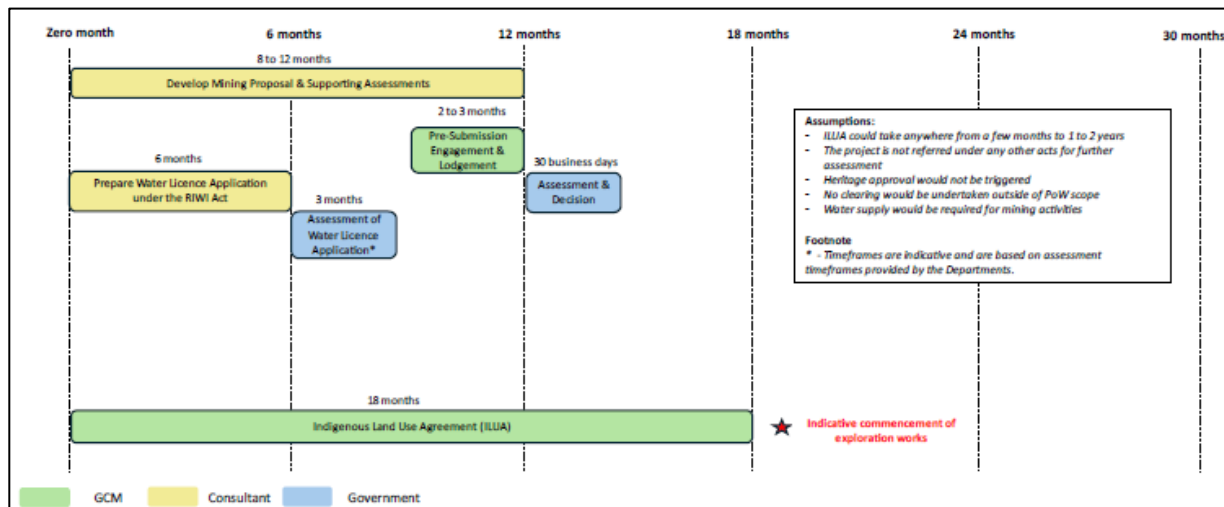 Zero month
6 months
12 months
18 months
24 months
30 months
8 to 12 months
Develop Mining Proposal & Supporting Assessments
2 to 3 months
Pre-Submission
Engagement &
Lodgement
6 months
Prepare Water Licence Application
under the RIWI Act
30 business days
Assessment &
Decision
3 months
Assessment of
Water Licence
Application*
Assumptions:
- ILUA could take anywhere from a few months to 1 to 2 years
- The project is not referred under any other acts for further
assessment
- Heritage approval would not be triggered
- No clearing would be undertaken outside of PoW scope
- Water supply would be required for mining activities
Footnote
* - Timeframes are indicative and are based on assessment
timeframes provided by the Departments.
18 months
Indigenous Land Use Agreement (ILUA)
Indicative commencement of
exploration works
GCM
Consultant
Government